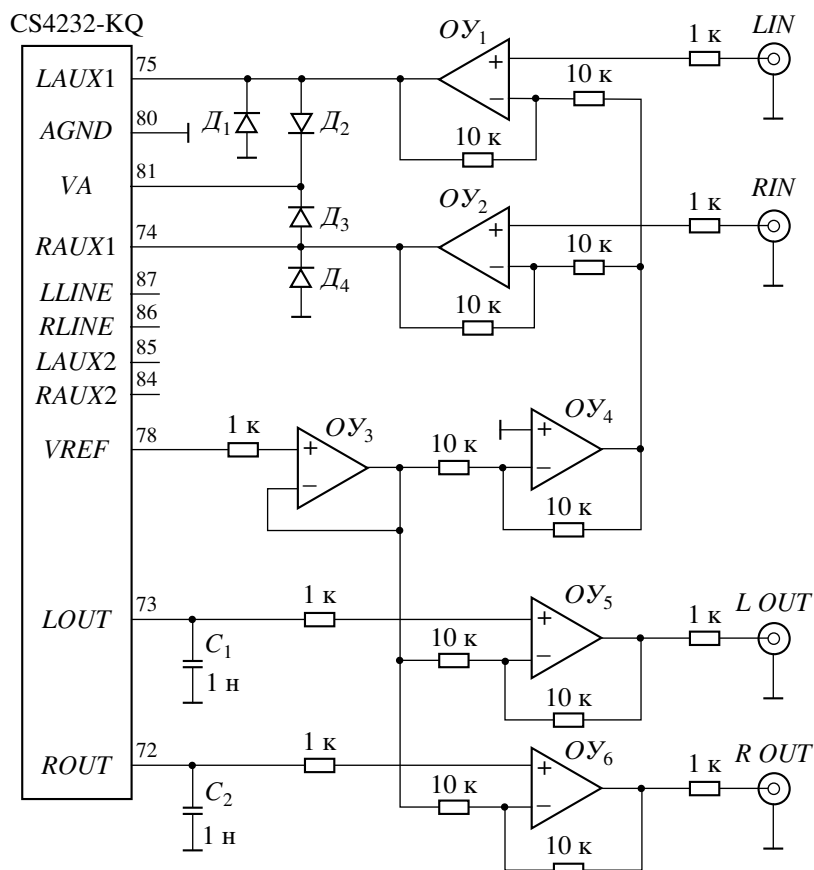 CS4232-KQ
LAUX1 75
AGND 80
VA 81
RAUX1 74
LLINE 87
RLINE 86
LAUX2 85
RAUX2 84
VREF 78
LOUT 73
ROUT 72
Д1
Д2
Д3
Д4
ОУ1
+
−
10 к
10 к
1 к
LIN
ОУ2
+
−
10 к
10 к
1 к
RIN
1 к
ОУ3
+
−
10 к
ОУ4
+
−
10 к
C1
1 н
1 к
10 к
ОУ5
+
−
10 к
1 к
L OUT
C2
1 н
1 к
10 к
ОУ6
+
−
10 к
1 к
R OUT